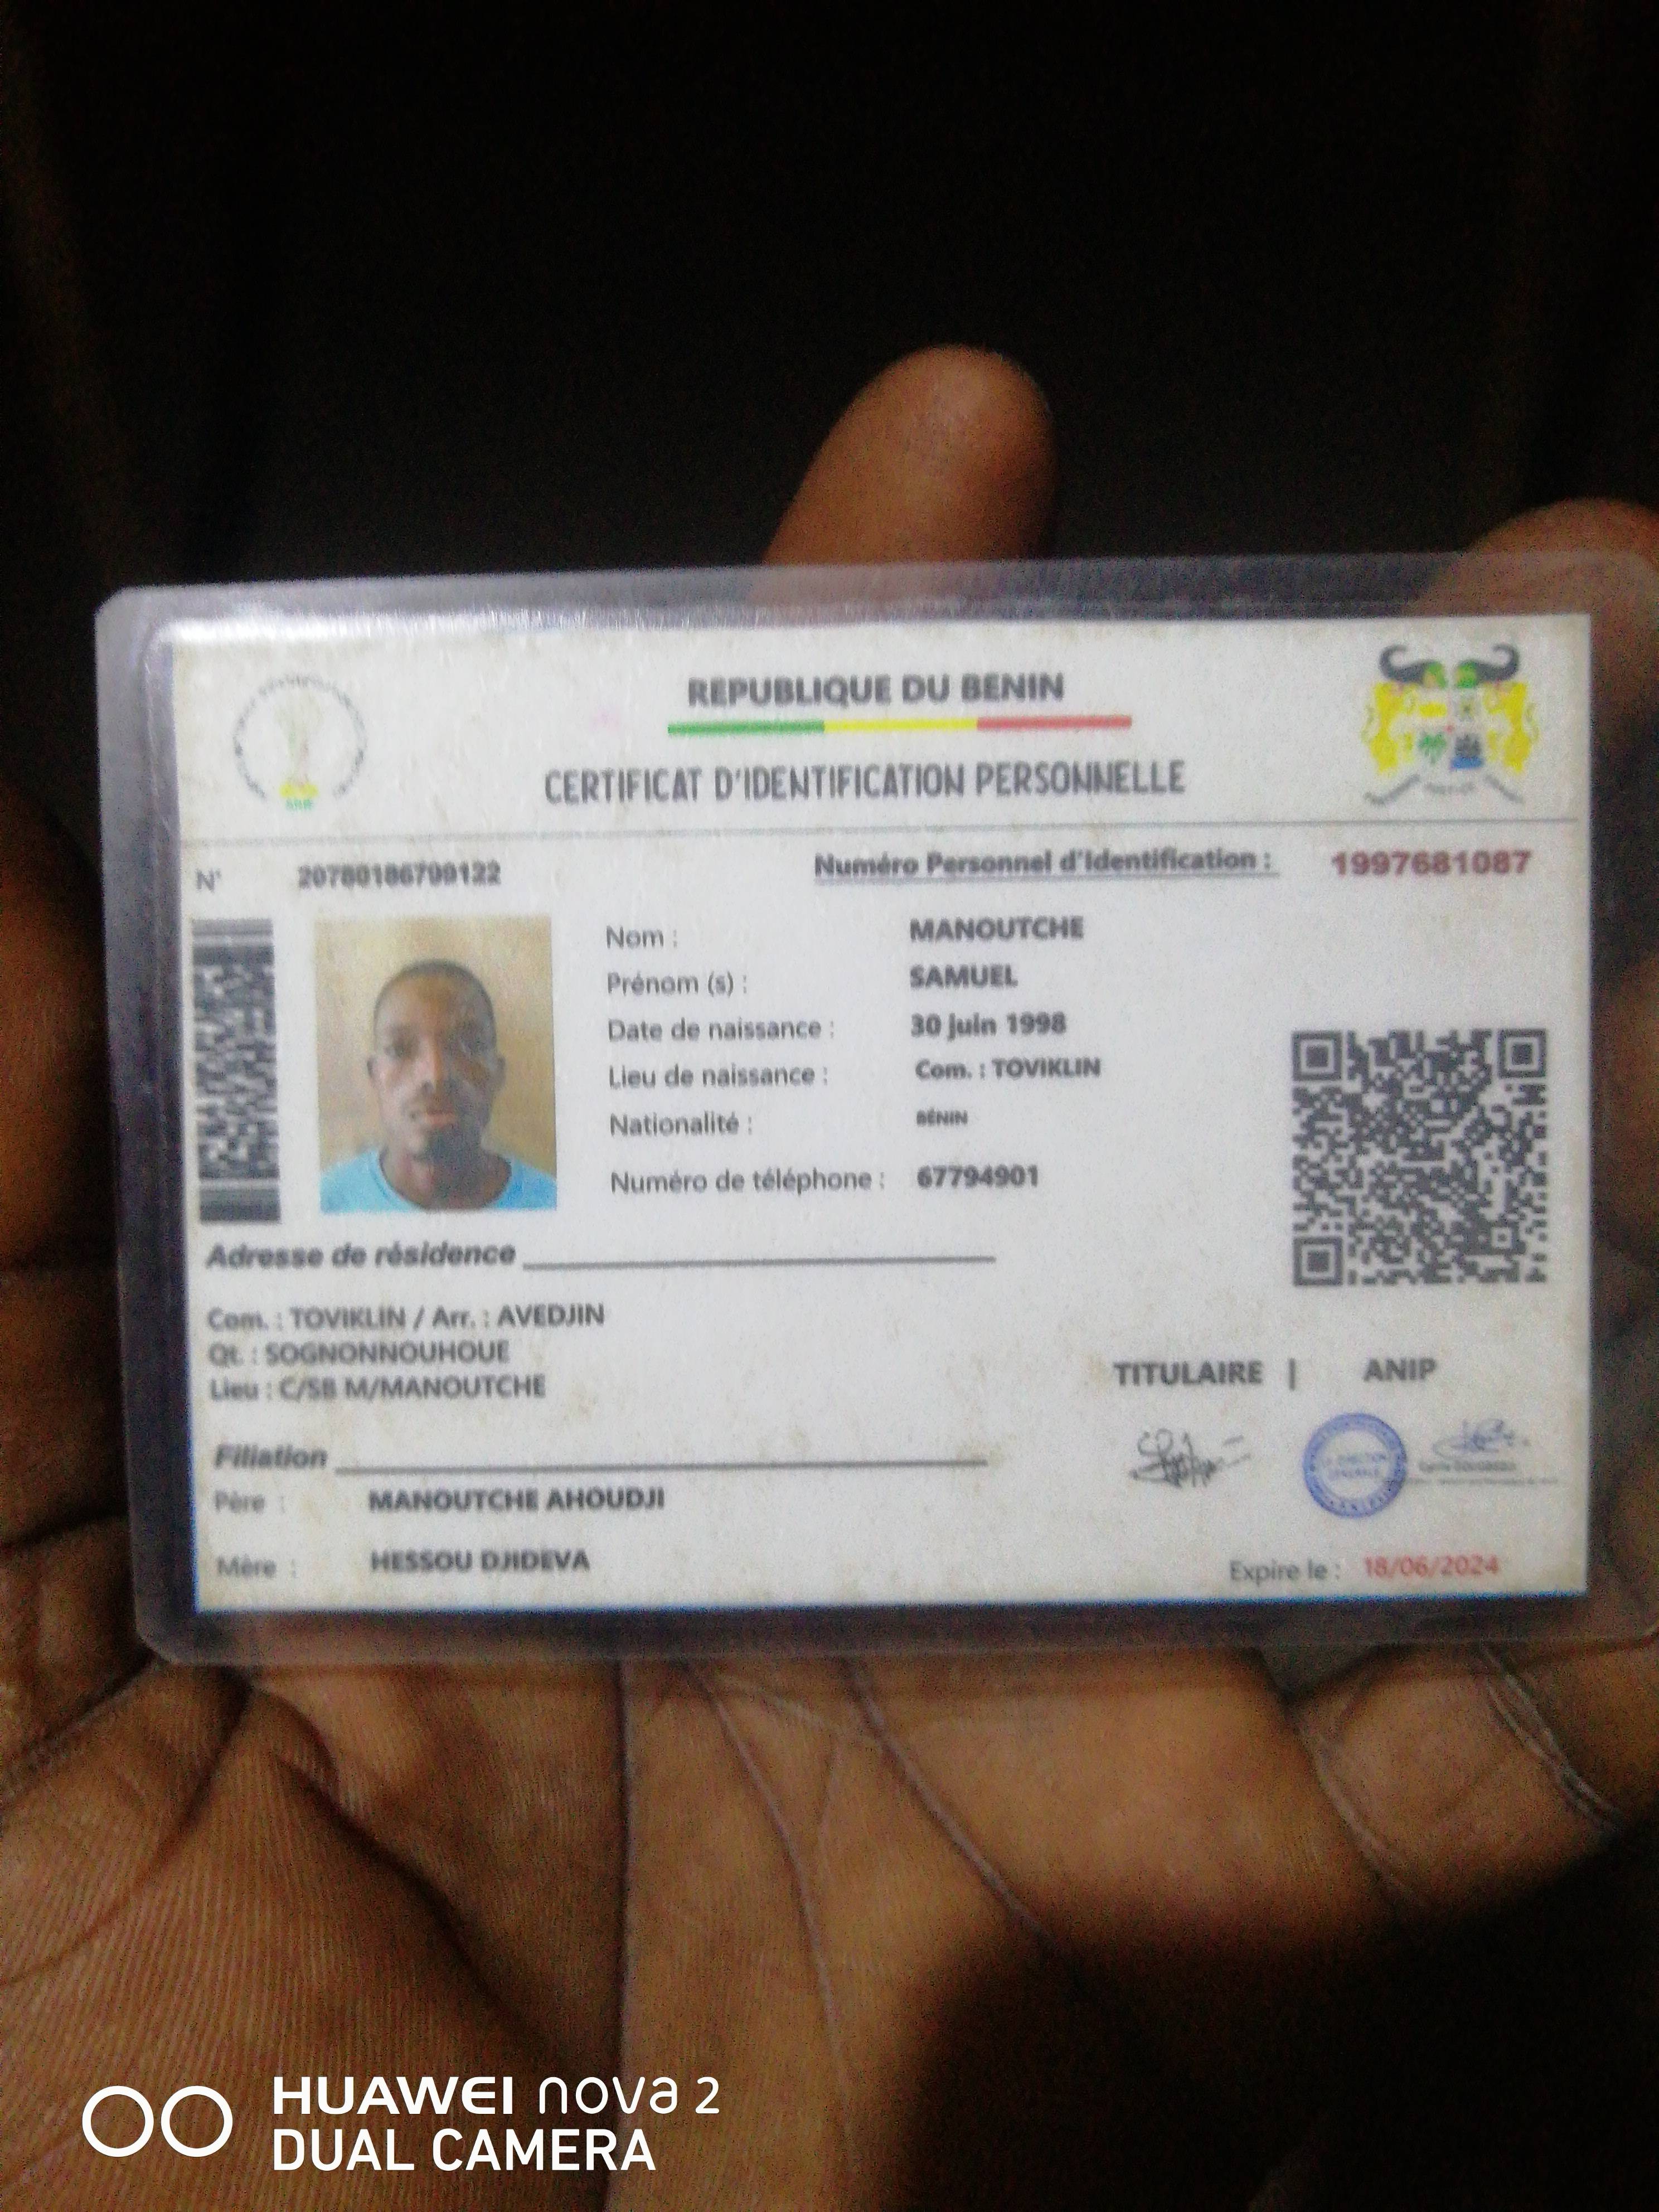 REPUBLIQUE DU BENIN
CERTIFICAT D'IDENTIFICATION PERSONNELLE
N° 20780186709122
Numéro Personnel d'Identification : 1997681087
Nom : MANOUTCHE
Prénom (s) : SAMUEL
Date de naissance : 30 juin 1998
Lieu de naissance : Com. : TOVIKLIN
Nationalité : BÉNIN
Numéro de téléphone : 67794901
Adresse de résidence
Com. : TOVIKLIN / Arr. : AVEDJIN
Qt. : SOGNONNOUHOUE
Lieu : C/SB M/MANOUTCHE
TITULAIRE | ANIP
Filiation
Père : MANOUTCHE AHOUDJI
Mère : HESSOU DJIDEVA
Expire le : 18/06/2024
HUAWEI nova 2
DUAL CAMERA